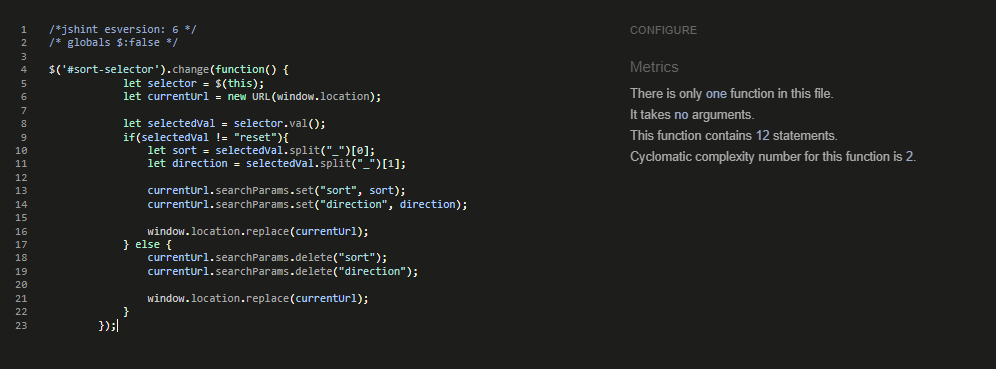 1 /*jshint esversion: 6 */
2 /* globals $:false */
3
4 $('#sort-selector').change(function() {
5 let selector = $(this);
6 let currentUrl = new URL(window.location);
7
8 let selectedVal = selector.val();
9 if(selectedVal != "reset"){
10 let sort = selectedVal.split("_")[0];
11 let direction = selectedVal.split("_")[1];
12
13 currentUrl.searchParams.set("sort", sort);
14 currentUrl.searchParams.set("direction", direction);
15
16 window.location.replace(currentUrl);
17 } else {
18 currentUrl.searchParams.delete("sort");
19 currentUrl.searchParams.delete("direction");
20
21 window.location.replace(currentUrl);
22 }
23 });
CONFIGURE
Metrics
There is only one function in this file.
It takes no arguments.
This function contains 12 statements.
Cyclomatic complexity number for this function is 2.